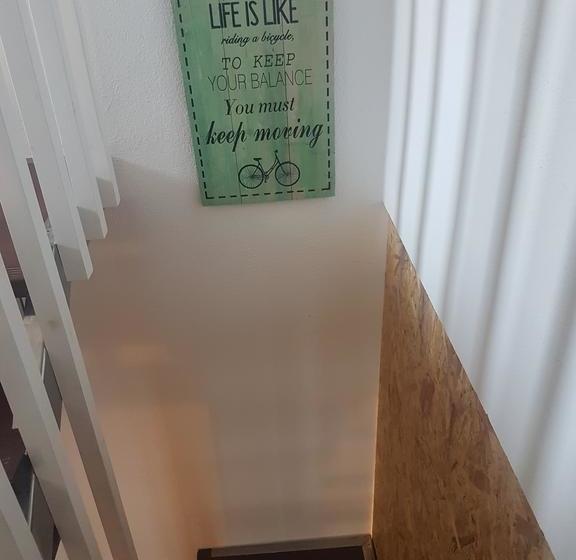 LIFE IS LIKE
riding a bicycle,
TO KEEP
YOUR BALANCE
You must
keep moving